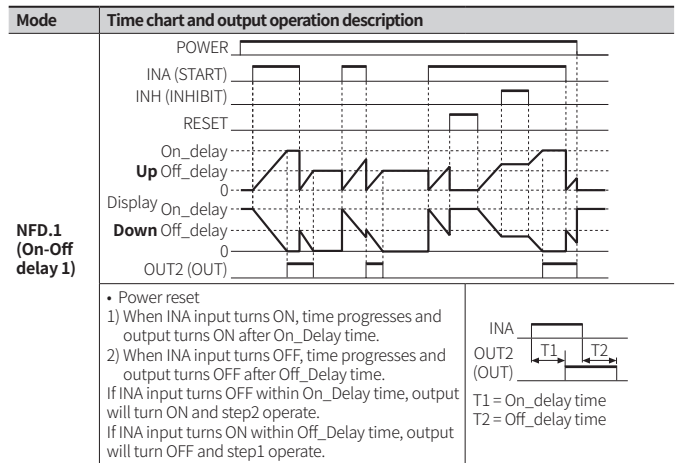 Mode Time chart and output operation description
NFD.1
(On-Off
delay 1)
POWER
INA (START)
INH (INHIBIT)
RESET
On_delay
Up Off_delay
0
Display On_delay
Down Off_delay
0
OUT2 (OUT)
• Power reset
1) When INA input turns ON, time progresses and
output turns ON after On_Delay time.
2) When INA input turns OFF, time progresses and
output turns OFF after Off_Delay time.
If INA input turns OFF within On_Delay time, output
will turn ON and step2 operate.
If INA input turns ON within Off_Delay time, output
will turn OFF and step1 operate.
INA
OUT2
(OUT)
T1 T2
T1 = On_delay time
T2 = Off_delay time